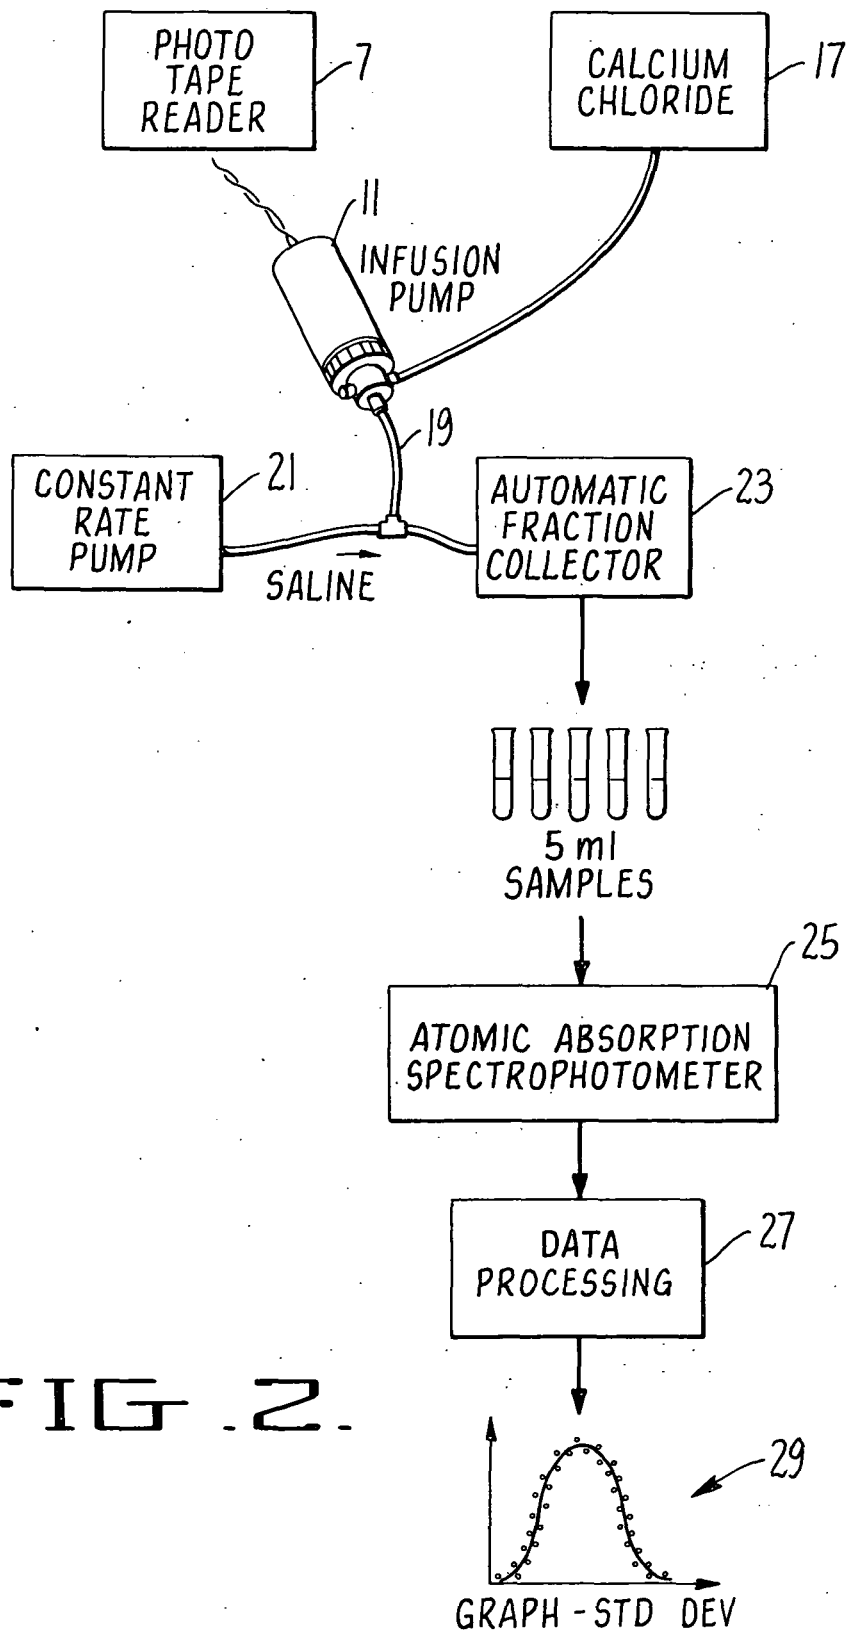 PHOTO
TAPE
READER
7
CALCIUM
CHLORIDE
17
11
INFUSION
PUMP
19
CONSTANT
RATE
PUMP
21
SALINE
AUTOMATIC
FRACTION
COLLECTOR
23
5 ml
SAMPLES
25
ATOMIC ABSORPTION
SPECTROPHOTOMETER
DATA
PROCESSING
27
FIG.2.
29
GRAPH - STD DEV